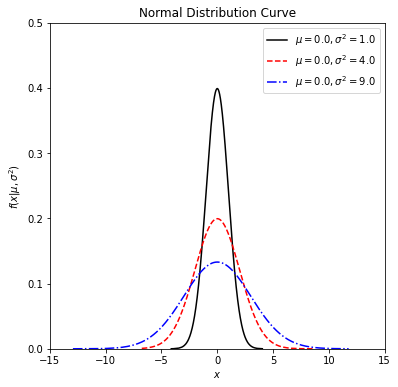 Normal Distribution Curve
μ = 0.0, σ² = 1.0
μ = 0.0, σ² = 4.0
μ = 0.0, σ² = 9.0
f(x|μ, σ²)
0.5
0.4
0.3
0.2
0.1
0.0
−15 −10 −5 0 5 10 15
x